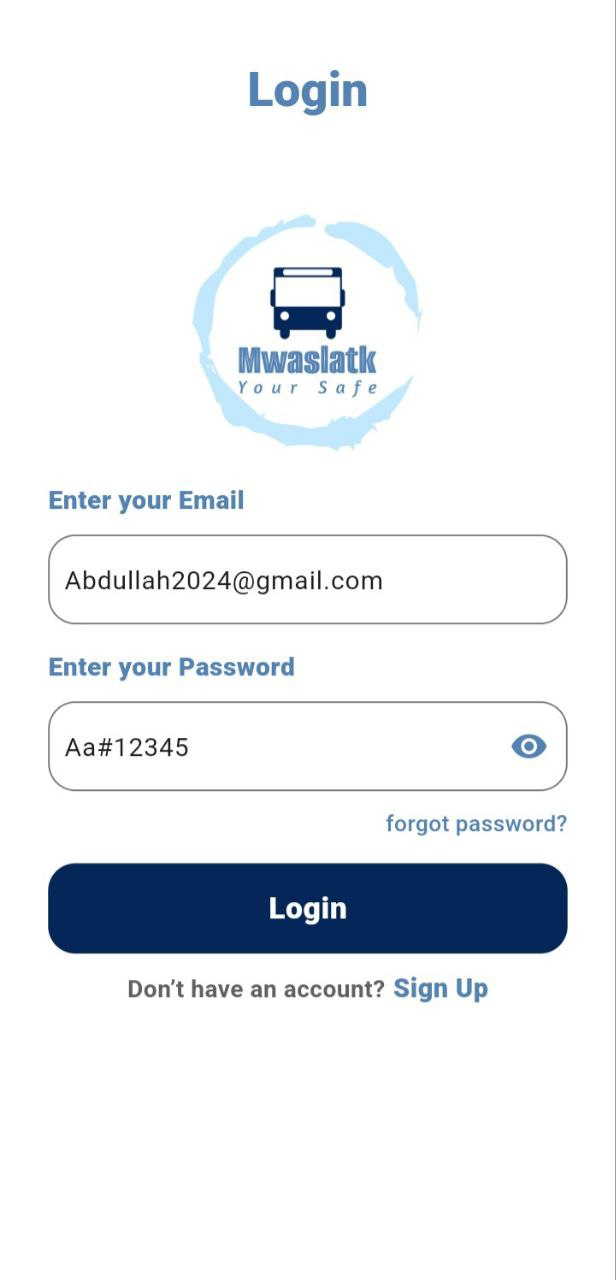 Login
Mwaslatk
Your Safe
Enter your Email
Abdullah2024@gmail.com
Enter your Password
Aa#12345
forgot password?
Login
Don’t have an account? Sign Up